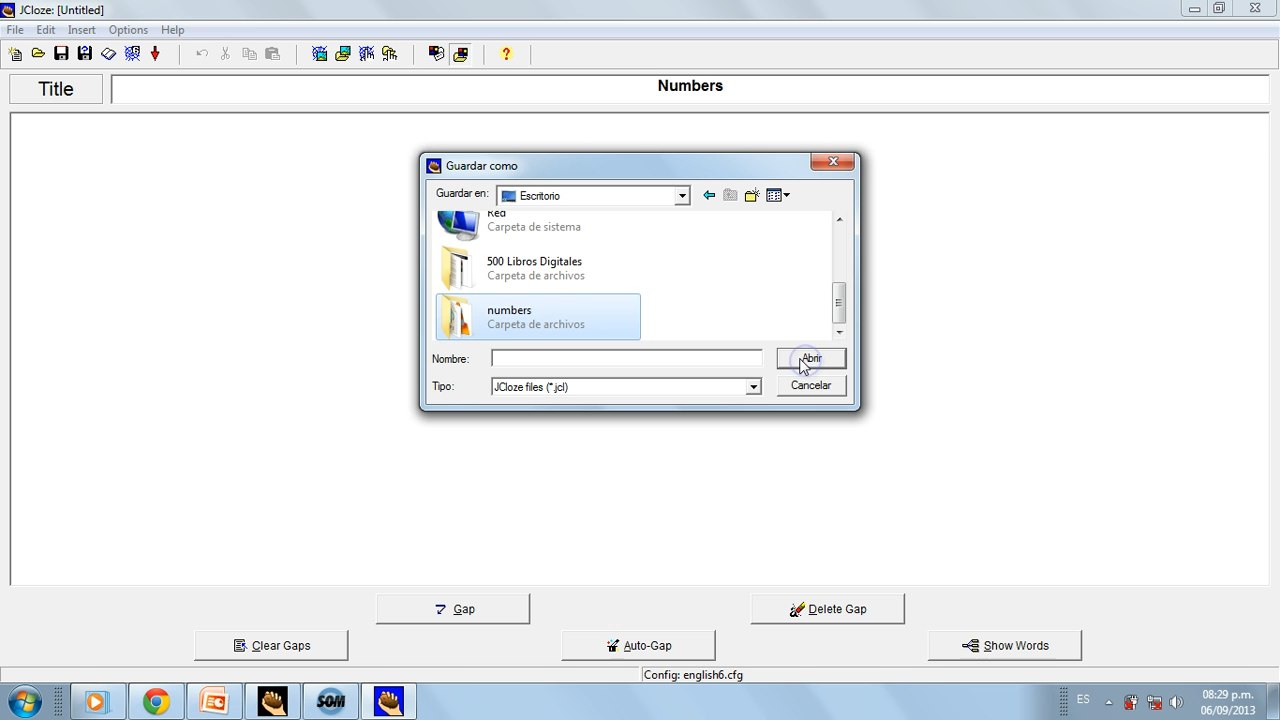 JCloze: [Untitled]
File Edit Insert Options Help
Title
Numbers
Guardar como
Guardar en:
Escritorio
Red
Carpeta de sistema
500 Libros Digitales
Carpeta de archivos
numbers
Carpeta de archivos
Nombre:
Abrir
Tipo:
JCloze files (*.jcl)
Cancelar
Gap
Delete Gap
Clear Gaps
Auto-Gap
Show Words
Config: english6.cfg
SOM
ES
08:29 p.m.
06/09/2013